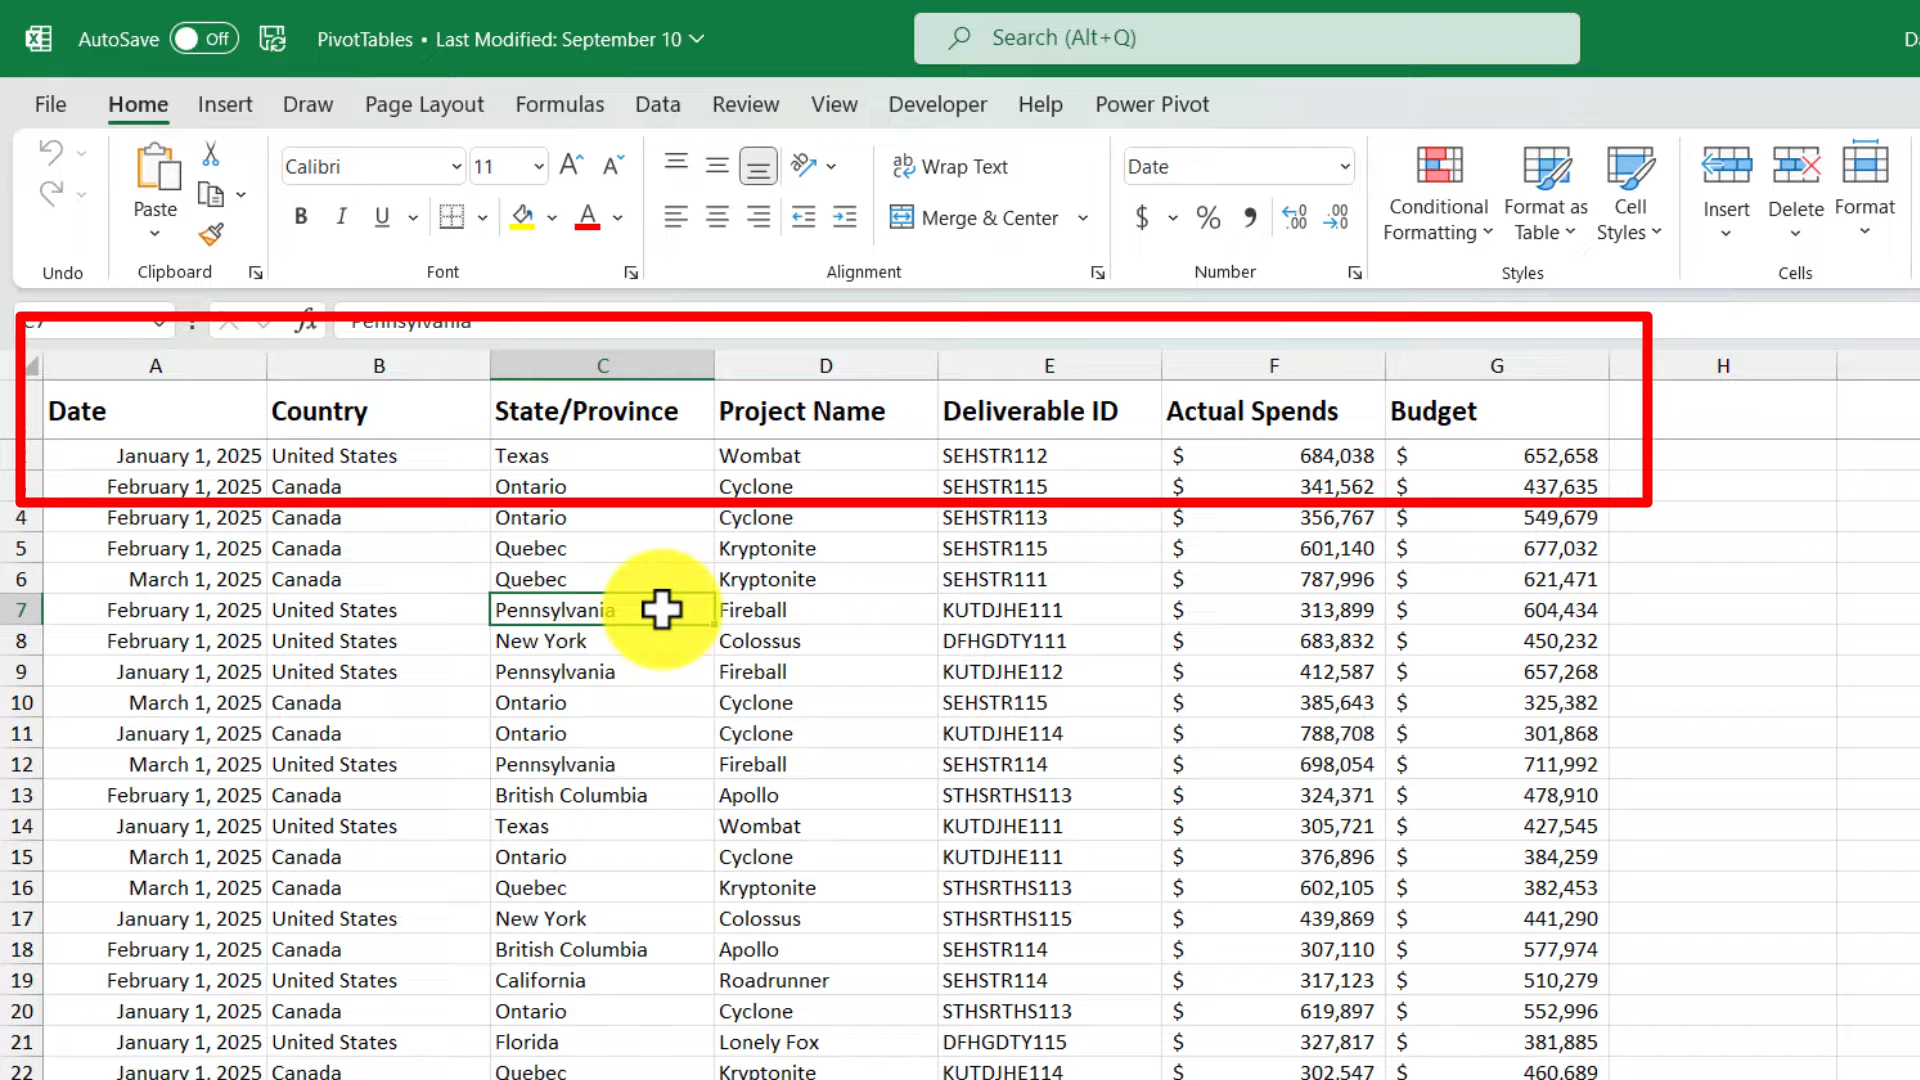 AutoSave Off PivotTables • Last Modified: September 10 Search (Alt+Q)
File Home Insert Draw Page Layout Formulas Data Review View Developer Help Power Pivot
Paste
Calibri 11
Wrap Text
Merge & Center
Date
Conditional Formatting
Format as Table
Cell Styles
Insert Delete Format
Undo Clipboard Font Alignment Number Styles Cells
Pennsylvania
A B C D E F G H
Date Country State/Province Project Name Deliverable ID Actual Spends Budget
January 1, 2025 United States Texas Wombat SEHSTR112 $ 684,038 $ 652,658
February 1, 2025 Canada Ontario Cyclone SEHSTR115 $ 341,562 $ 437,635
4 February 1, 2025 Canada Ontario Cyclone SEHSTR113 $ 356,767 $ 549,679
5 February 1, 2025 Canada Quebec Kryptonite SEHSTR115 $ 601,140 $ 677,032
6 March 1, 2025 Canada Quebec Kryptonite SEHSTR111 $ 787,996 $ 621,471
7 February 1, 2025 United States Pennsylvania Fireball KUTDJHE111 $ 313,899 $ 604,434
8 February 1, 2025 United States New York Colossus DFHGDTY111 $ 683,832 $ 450,232
9 January 1, 2025 United States Pennsylvania Fireball KUTDJHE112 $ 412,587 $ 657,268
10 March 1, 2025 Canada Ontario Cyclone SEHSTR115 $ 385,643 $ 325,382
11 January 1, 2025 Canada Ontario Cyclone KUTDJHE114 $ 788,708 $ 301,868
12 March 1, 2025 United States Pennsylvania Fireball SEHSTR114 $ 698,054 $ 711,992
13 February 1, 2025 Canada British Columbia Apollo STHSRTHS113 $ 324,371 $ 478,910
14 January 1, 2025 United States Texas Wombat KUTDJHE111 $ 305,721 $ 427,545
15 March 1, 2025 Canada Ontario Cyclone KUTDJHE111 $ 376,896 $ 384,259
16 March 1, 2025 Canada Quebec Kryptonite STHSRTHS113 $ 602,105 $ 382,453
17 January 1, 2025 United States New York Colossus STHSRTHS115 $ 439,869 $ 441,290
18 February 1, 2025 Canada British Columbia Apollo SEHSTR114 $ 307,110 $ 577,974
19 February 1, 2025 United States California Roadrunner SEHSTR114 $ 317,123 $ 510,279
20 January 1, 2025 Canada Ontario Cyclone STHSRTHS113 $ 619,897 $ 552,996
21 January 1, 2025 United States Florida Lonely Fox DFHGDTY115 $ 327,817 $ 381,885
22 January 1, 2025 Canada Quebec Kryptonite KUTDJHE114 $ 302,547 $ 460,689